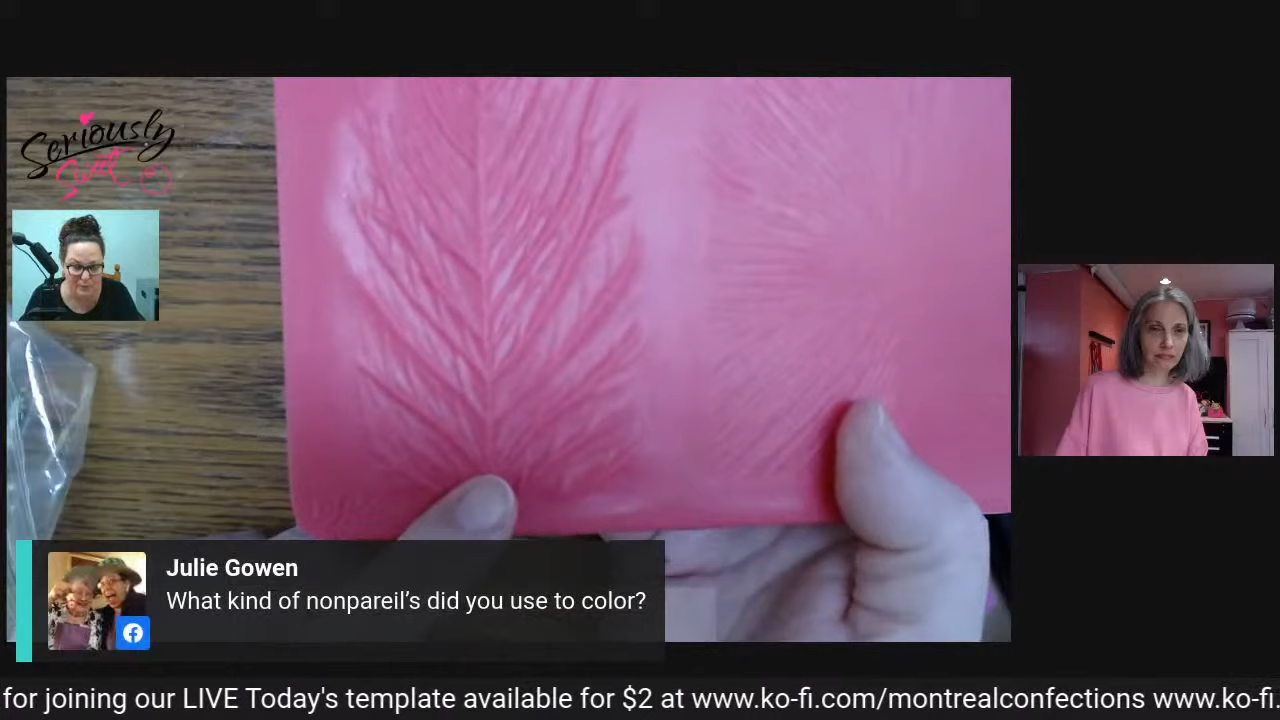 Seriously
Sweet
Julie Gowen
What kind of nonpareil’s did you use to color?
for joining our LIVE Today's template available for $2 at www.ko-fi.com/montrealconfections www.ko-fi.